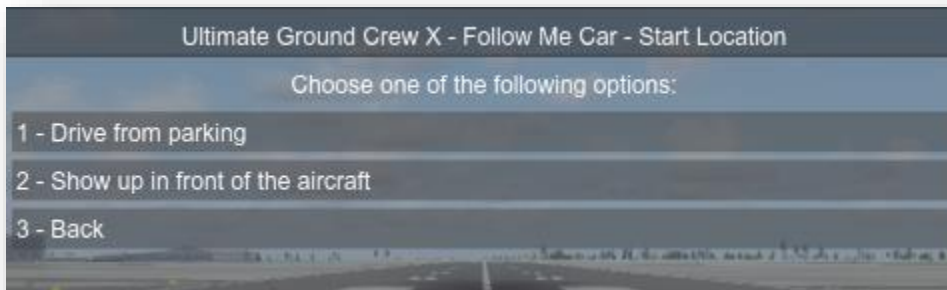 Ultimate Ground Crew X - Follow Me Car - Start Location
Choose one of the following options:
1 - Drive from parking
2 - Show up in front of the aircraft
3 - Back